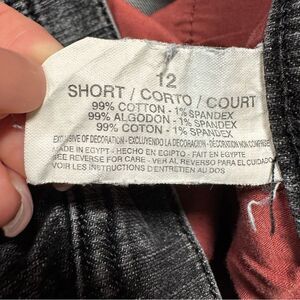 12
SHORT / CORTO / COURT
99% COTTON - 1% SPANDEX
99% ALGODON - 1% SPANDEX
99% COTON - 1% SPANDEX
EXCLUSIVE OF DECORATION - EXCLUYENDO LA DECORACION - DECORATION NON COMPRISE
MADE IN EGYPT - HECHO EN EGIPTO - FAIT EN EGYPTE
SEE REVERSE FOR CARE - VER AL REVERSO PARA EL CUIDADO
VOIR LES INSTRUCTIONS D'ENTRETIEN AU DOS